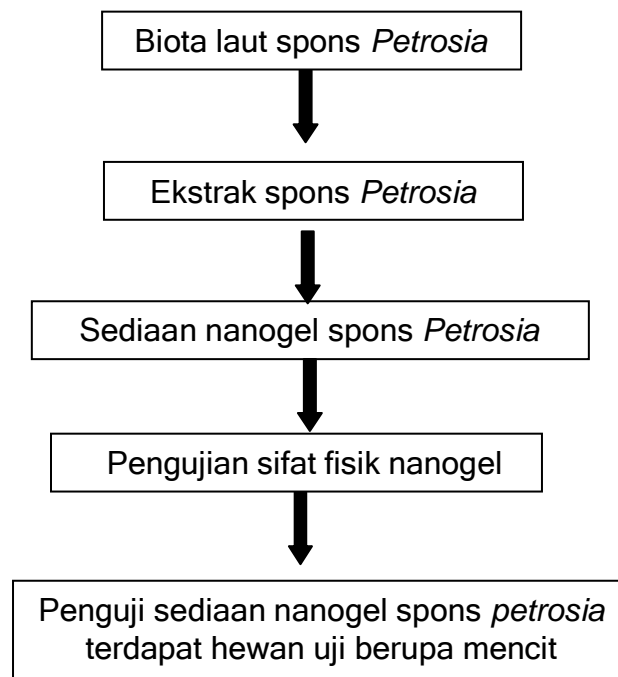 Biota laut spons Petrosia
Ekstrak spons Petrosia
Sediaan nanogel spons Petrosia
Pengujian sifat fisik nanogel
Penguji sediaan nanogel spons petrosia
terdapat hewan uji berupa mencit